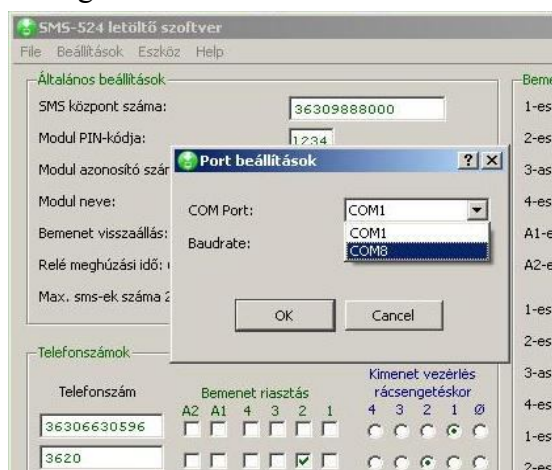 SMS-524 letöltő szoftver
File Beállítások Eszköz Help
Általános beállítások
SMS központ száma: 36309888000
Modul PIN-kódja: 1234
Modul azonosító szám
Modul neve:
Bemenet visszaállás:
Relé meghúzási idő:
Max. sms-ek száma 2
Port beállítások
COM Port: COM1
COM1
COM8
Baudrate:
OK Cancel
Beme
1-es
2-es
3-as
4-es
A1-e
A2-e
1-es
2-es
3-as
4-es
1-es
2-es
Telefonszámok
Kimenet vezérlés
Telefonszám Bemenet riasztás rácsengetéskor
A2 A1 4 3 2 1 4 3 2 1 Ø
36306630596
3620